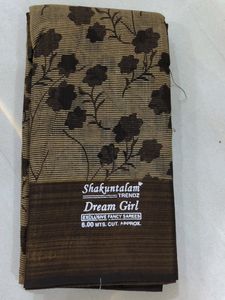 Shakuntalam
TRENDZ
Dream Girl
EXCLUSIVE FANCY SAREES
6.00 MTS. CUT. APPROX.